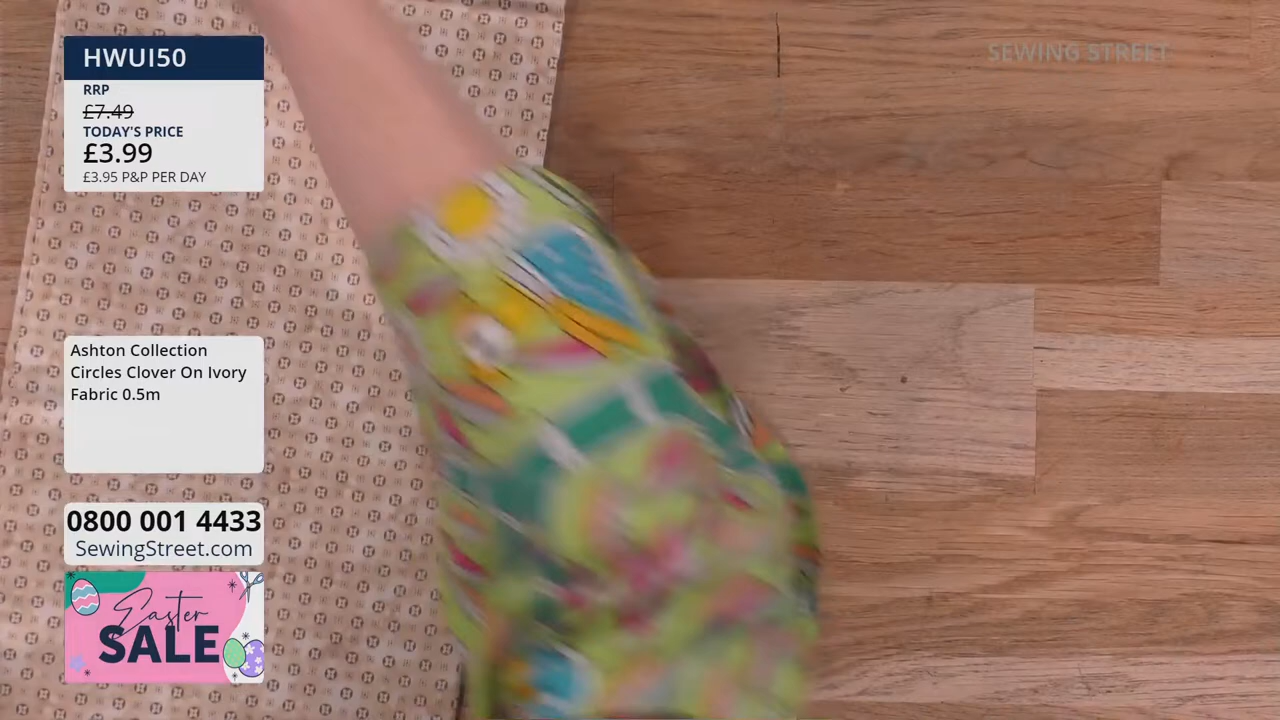 HWUI50
RRP
£7.49
TODAY'S PRICE
£3.99
£3.95 P&P PER DAY
SEWING STREET
Ashton Collection
Circles Clover On Ivory
Fabric 0.5m
0800 001 4433
SewingStreet.com
Easter
SALE